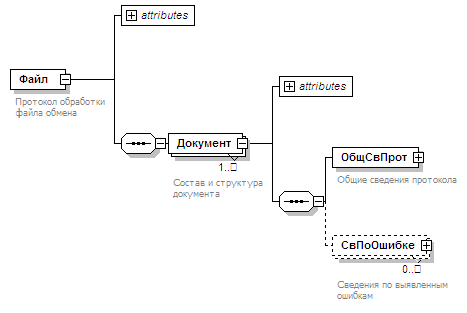 attributes
Файл
Протокол обработки
файла обмена
attributes
Документ
1..
Состав и структура
документа
ОбщСвПрот
Общие сведения протокола
СвПоОшибке
0..
Сведения по выявленным
ошибкам